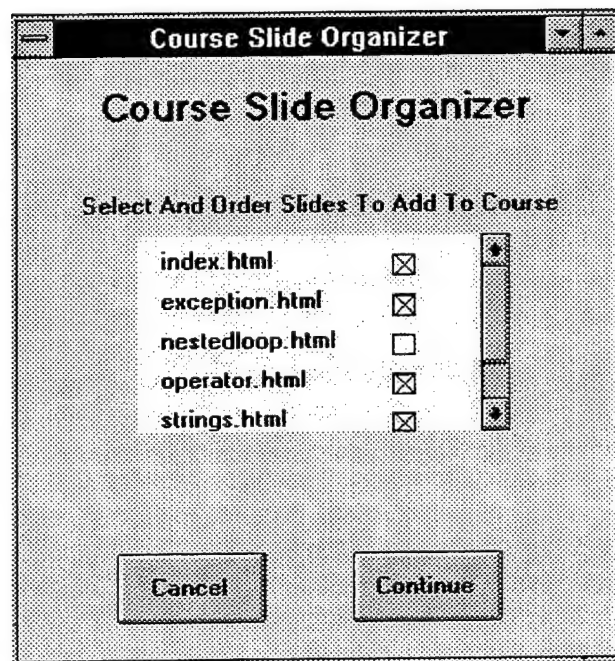 Course Slide Organizer
Course Slide Organizer
Select And Order Slides To Add To Course
index.html
exception.html
nestedloop.html
operator.html
strings.html
Cancel Continue